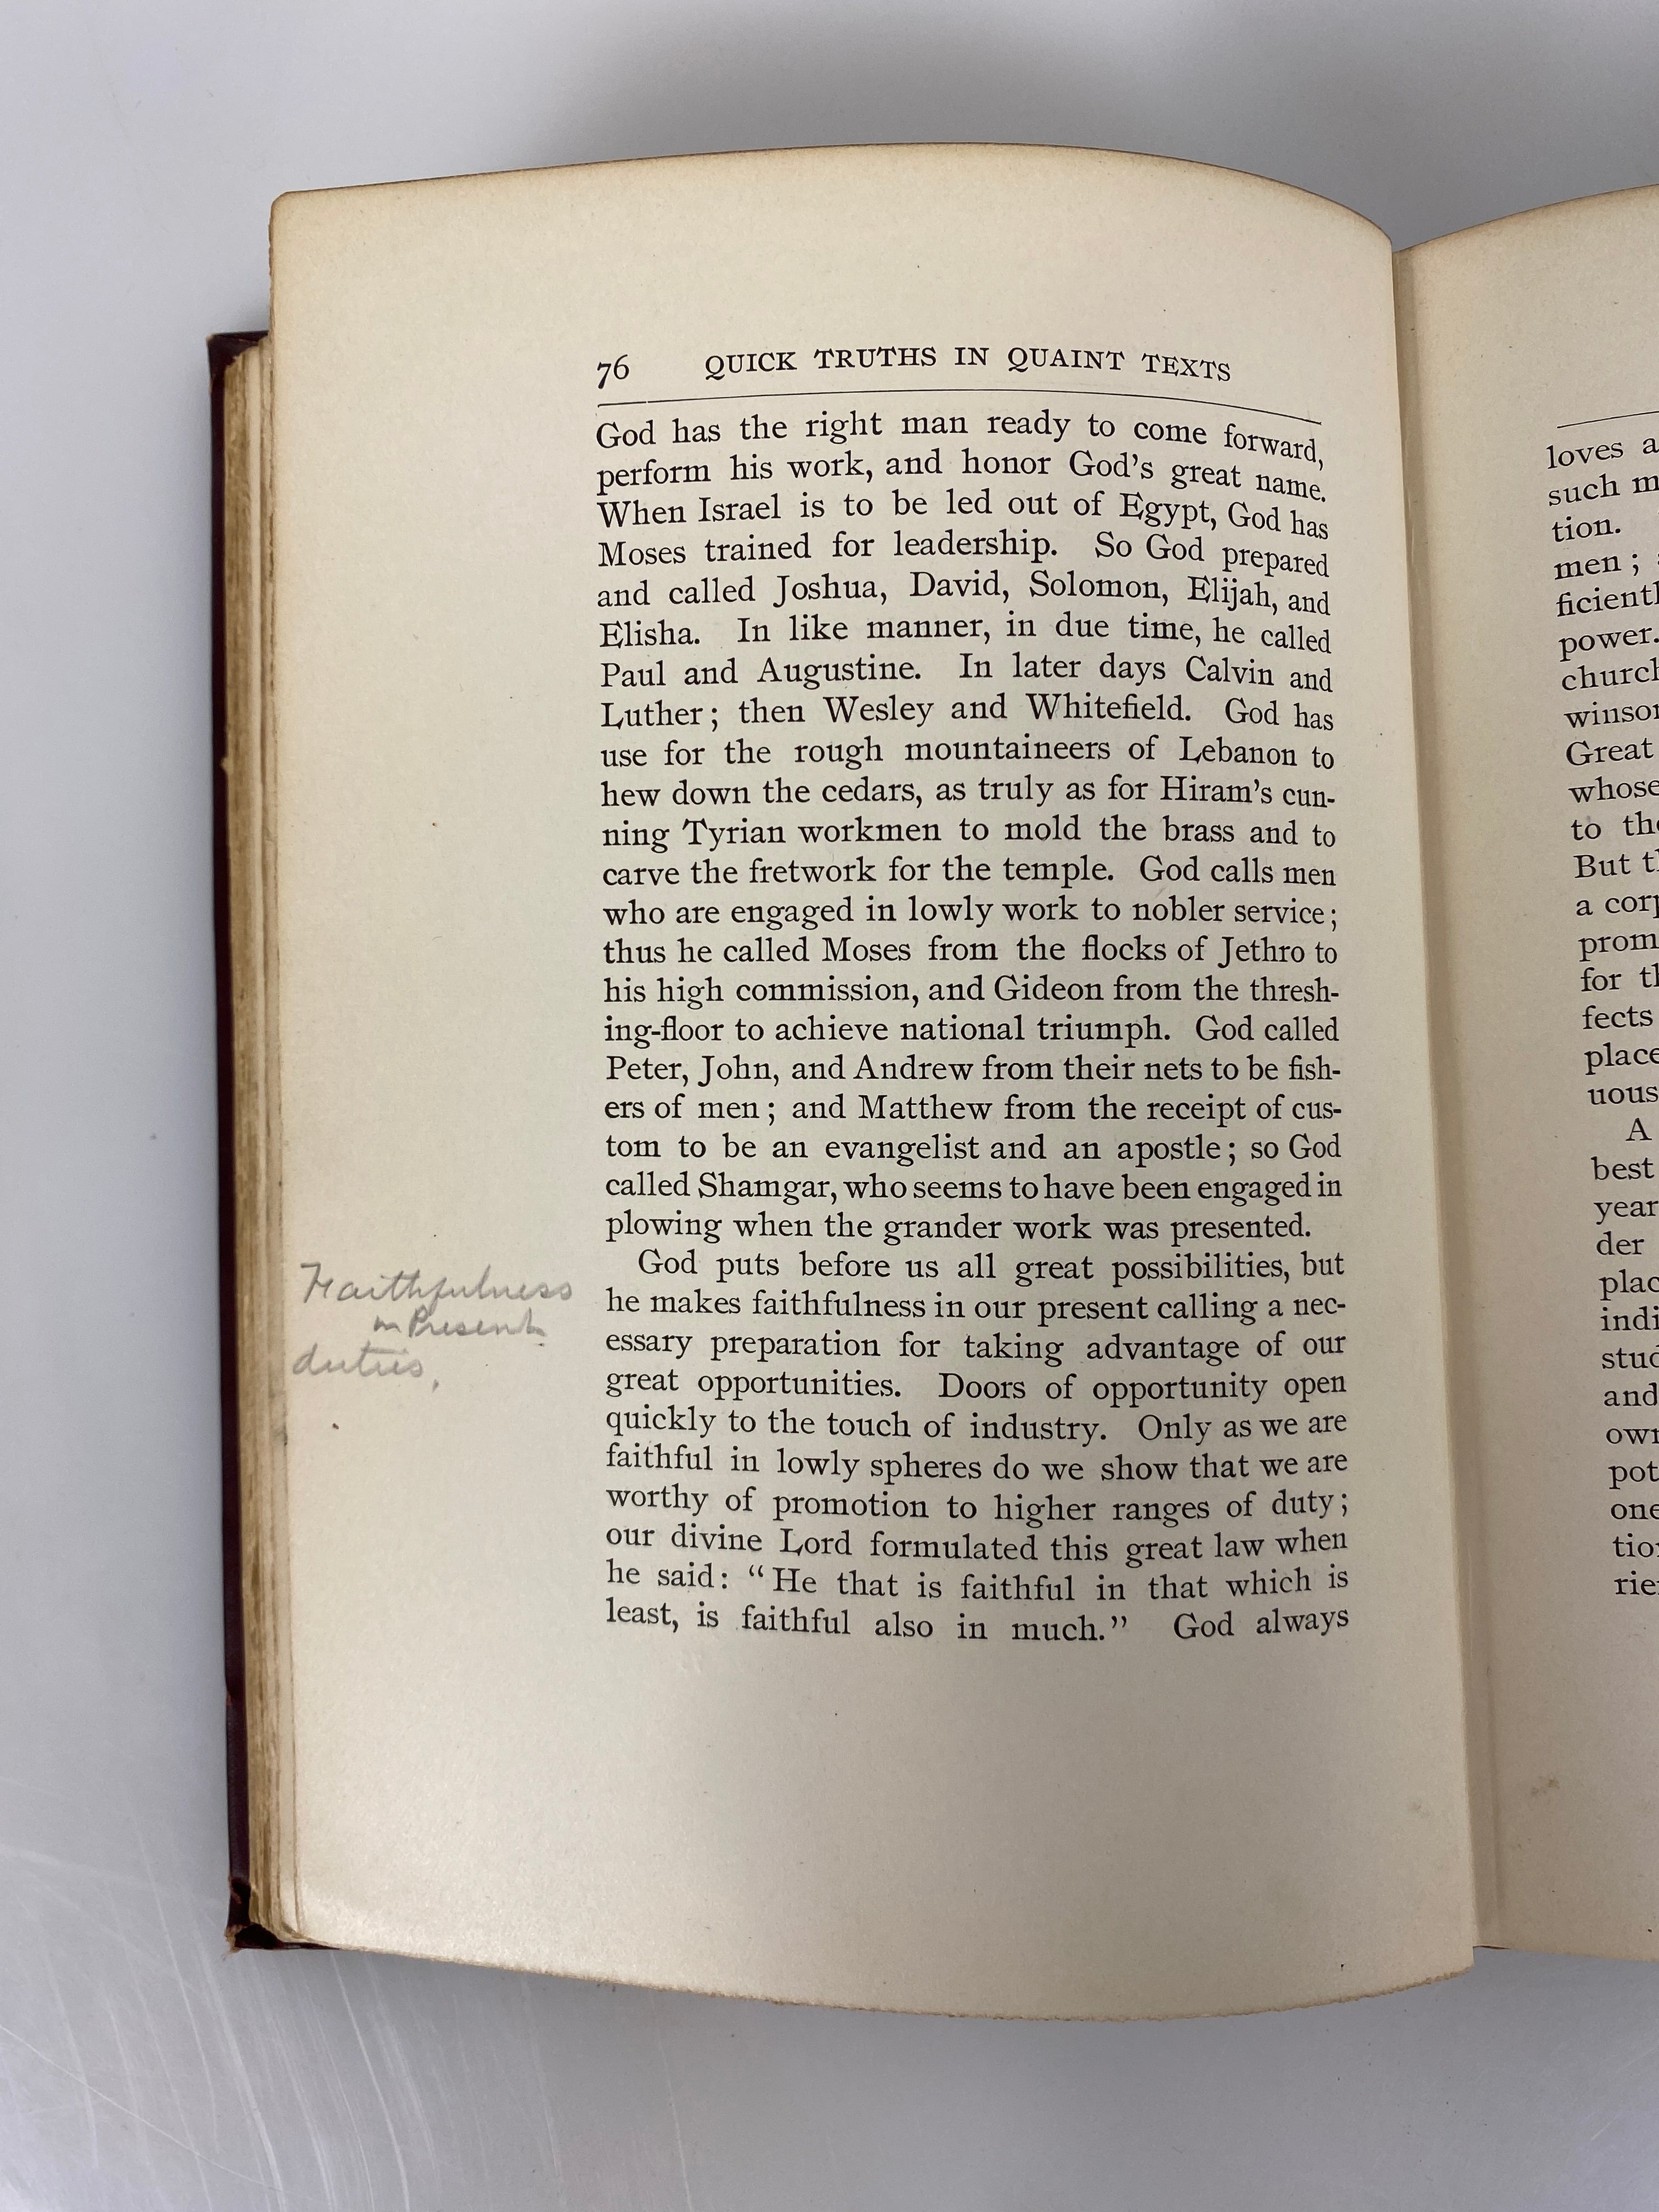 76 QUICK TRUTHS IN QUAINT TEXTS
God has the right man ready to come forward,
perform his work, and honor God's great name.
When Israel is to be led out of Egypt, God has
Moses trained for leadership. So God prepared
and called Joshua, David, Solomon, Elijah, and
Elisha. In like manner, in due time, he called
Paul and Augustine. In later days Calvin and
Luther; then Wesley and Whitefield. God has
use for the rough mountaineers of Lebanon to
hew down the cedars, as truly as for Hiram's cun-
ning Tyrian workmen to mold the brass and to
carve the fretwork for the temple. God calls men
who are engaged in lowly work to nobler service;
thus he called Moses from the flocks of Jethro to
his high commission, and Gideon from the thresh-
ing-floor to achieve national triumph. God called
Peter, John, and Andrew from their nets to be fish-
ers of men; and Matthew from the receipt of cus-
tom to be an evangelist and an apostle; so God
called Shamgar, who seems to have been engaged in
plowing when the grander work was presented.
God puts before us all great possibilities, but
he makes faithfulness in our present calling a nec-
essary preparation for taking advantage of our
great opportunities. Doors of opportunity open
quickly to the touch of industry. Only as we are
faithful in lowly spheres do we show that we are
worthy of promotion to higher ranges of duty;
our divine Lord formulated this great law when
he said: "He that is faithful in that which is
least, is faithful also in much." God always
Faithfulness
in Present
duties.
loves a
such m
tion.
men;
ficientl
power.
church
winsor
Great
whose
to the
But th
a corp
prom
for th
fects
place
uous
A
best
year
der
plac
indi
stud
and
own
pot
one
tion
rien